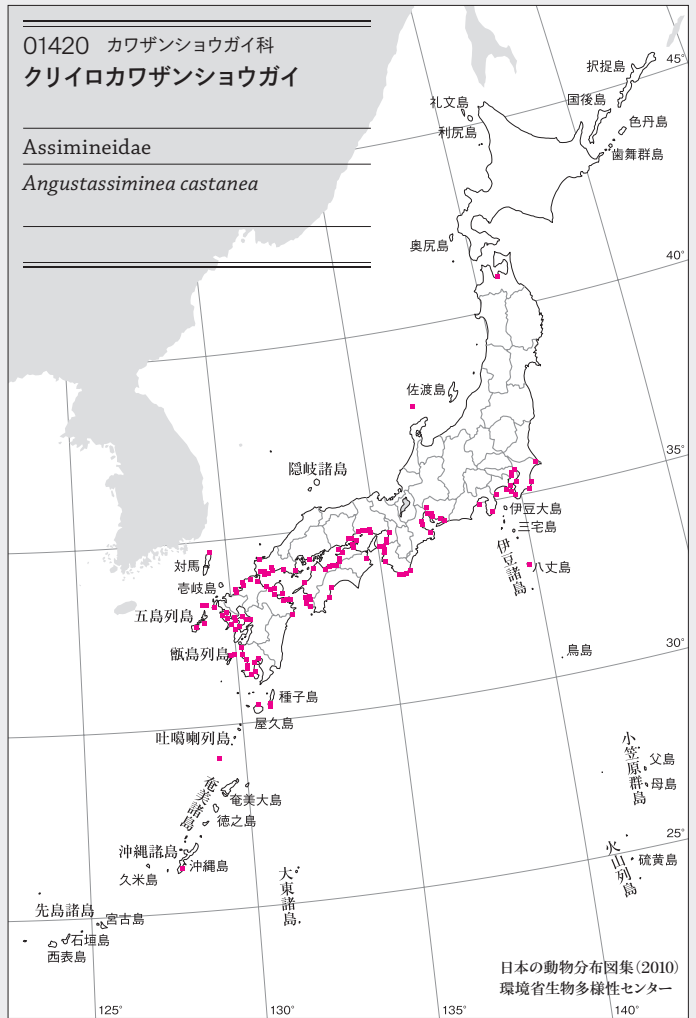 01420 カワザンショウガイ科
クリイロカワザンショウガイ
Assimineidae
Angustassiminea castanea
択捉島
45°
礼文島
国後島
色丹島
利尻島
歯舞群島
奥尻島
40°
佐渡島
35°
隠岐諸島
伊豆大島
三宅島
伊豆諸島
八丈島
対馬
壱岐島
五島列島
甑島列島
鳥島
30°
種子島
屋久島
吐噶喇列島
小笠原群島
父島
母島
奄美諸島
奄美大島
徳之島
25°
沖縄諸島
沖縄島
久米島
火山列島
硫黄島
大東諸島
先島諸島
宮古島
石垣島
西表島
日本の動物分布図集(2010)
環境省生物多様性センター
125°
130°
135°
140°